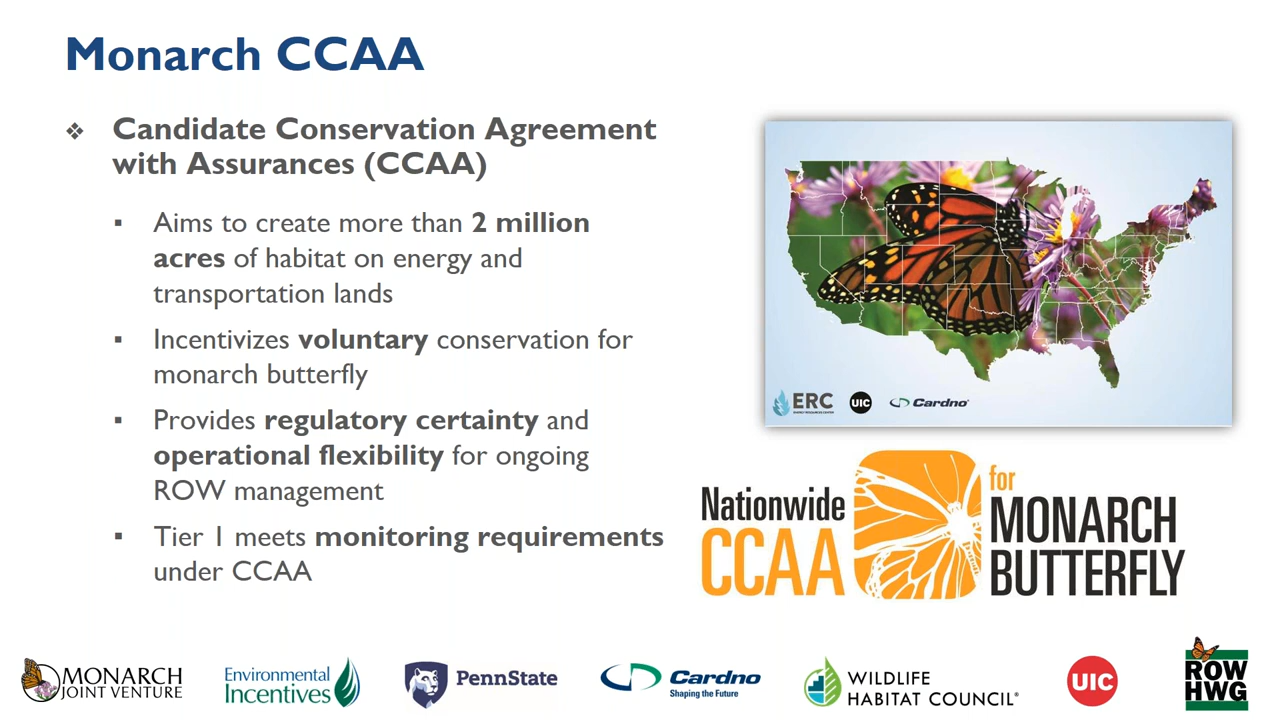 Monarch CCAA
❖ Candidate Conservation Agreement
with Assurances (CCAA)
▪ Aims to create more than 2 million
acres of habitat on energy and
transportation lands
▪ Incentivizes voluntary conservation for
monarch butterfly
▪ Provides regulatory certainty and
operational flexibility for ongoing
ROW management
▪ Tier 1 meets monitoring requirements
under CCAA
ERC
ENERGY RESOURCES CENTER
UIC
Cardno®
Nationwide
CCAA
for
MONARCH
BUTTERFLY
MONARCH
JOINT VENTURE
Environmental
Incentives
PennState
Cardno
Shaping the Future
WILDLIFE
HABITAT COUNCIL®
UIC
ROW
HWG